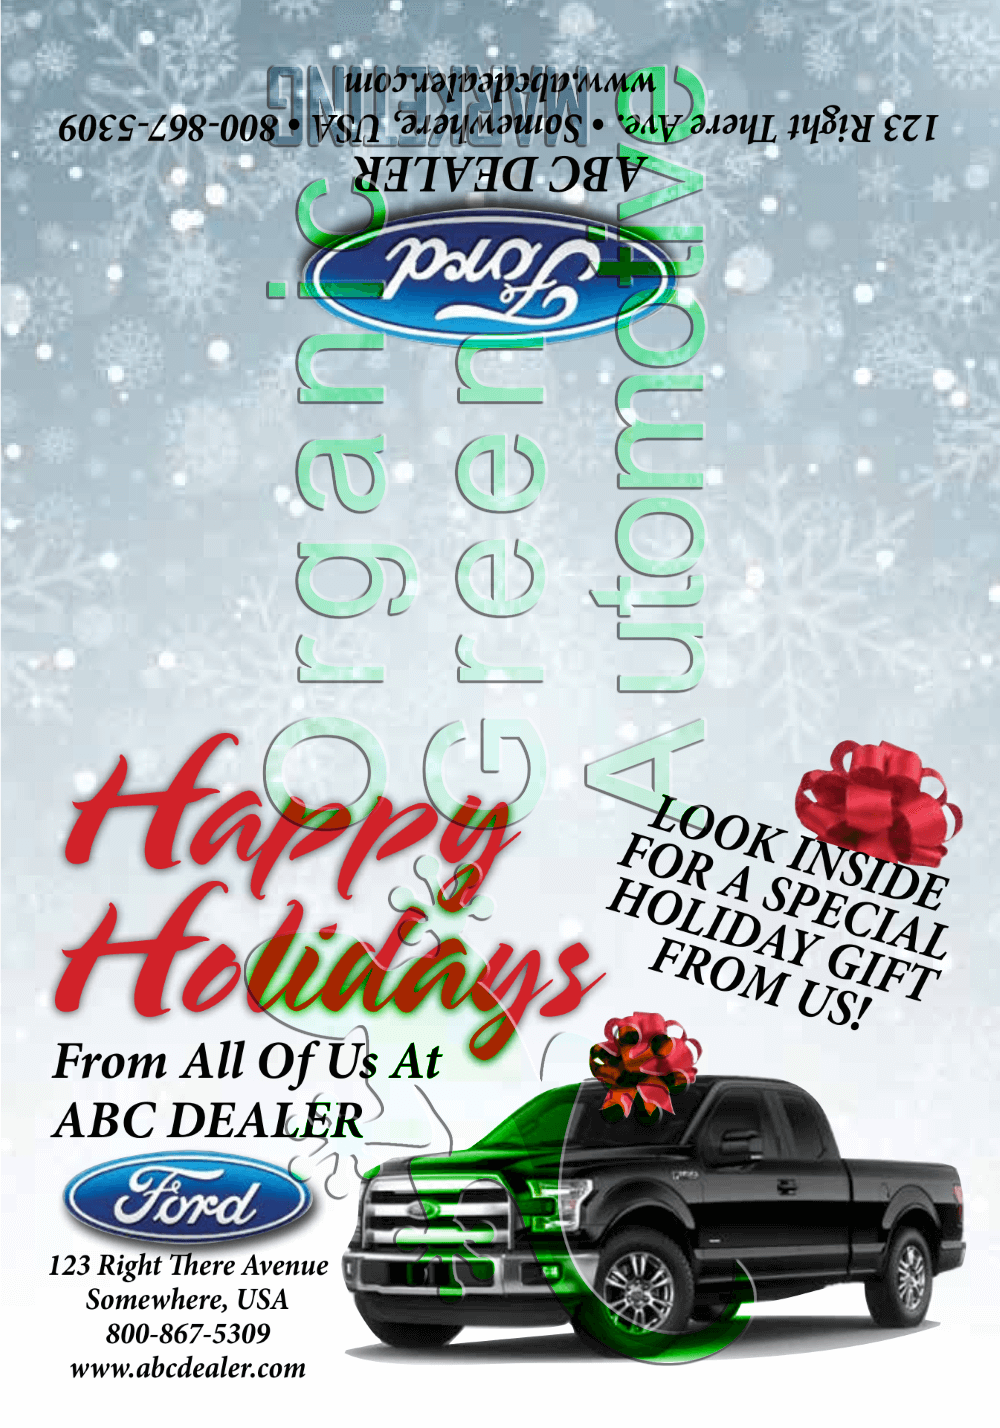 www.abcdealer.com
123 Right There Ave. • Somewhere, USA • 800-867-5309
ABC DEALER
Ford
MARKETING
Organic
Green
Automotive
Happy
Holidays
LOOK INSIDE
FOR A SPECIAL
HOLIDAY GIFT
FROM US!
From All Of Us At
ABC DEALER
Ford
123 Right There Avenue
Somewhere, USA
800-867-5309
www.abcdealer.com